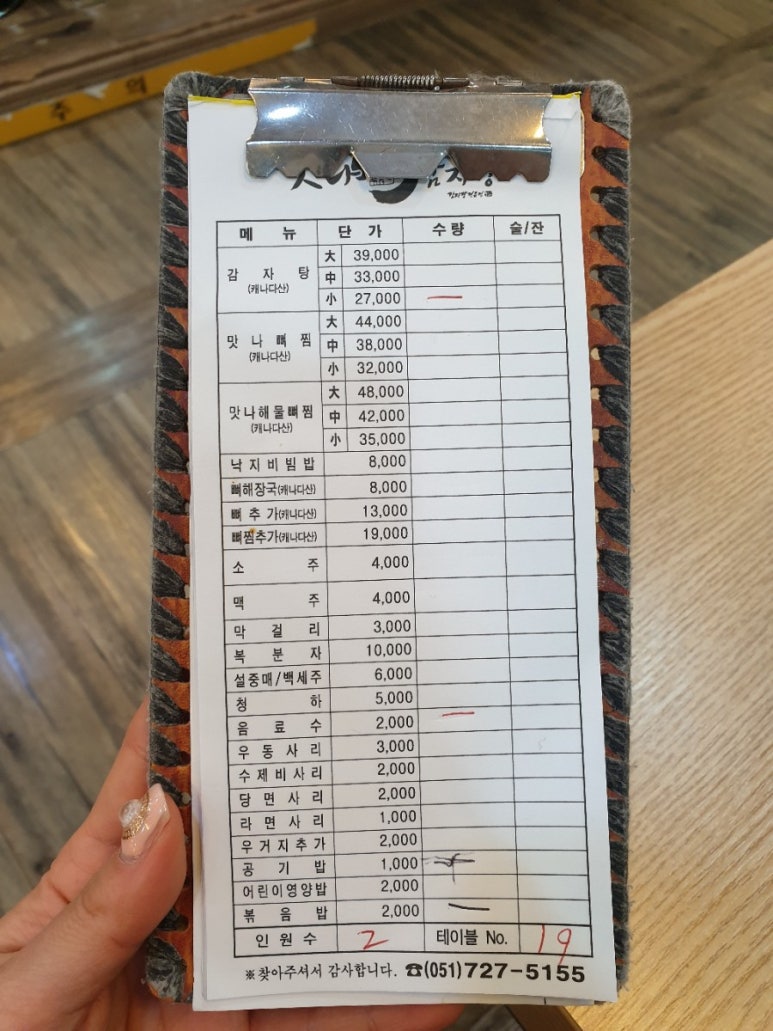 주 의
메 뉴 단 가 수량 술/잔
감 자 탕 (캐나다산) 大 39,000
中 33,000
小 27,000 一
맛 나 뼈 찜 (캐나다산) 大 44,000
中 38,000
小 32,000
맛나해물뼈찜 (캐나다산) 大 48,000
中 42,000
小 35,000
낙지비빔밥 8,000
뼈해장국(캐나다산) 8,000
뼈 추 가(캐나다산) 13,000
뼈찜추가(캐나다산) 19,000
소 주 4,000
맥 주 4,000
막 걸 리 3,000
복 분 자 10,000
설중매/백세주 6,000
청 하 5,000
음 료 수 2,000 一
우 동 사 리 3,000
수제비사리 2,000
당 면 사 리 2,000
라 면 사 리 1,000
우거지추가 2,000
공 기 밥 1,000
어린이영양밥 2,000
볶 음 밥 2,000 一
인 원 수 2 테이블 No. 19
※찾아주셔서 감사합니다. ☎(051)727-5155